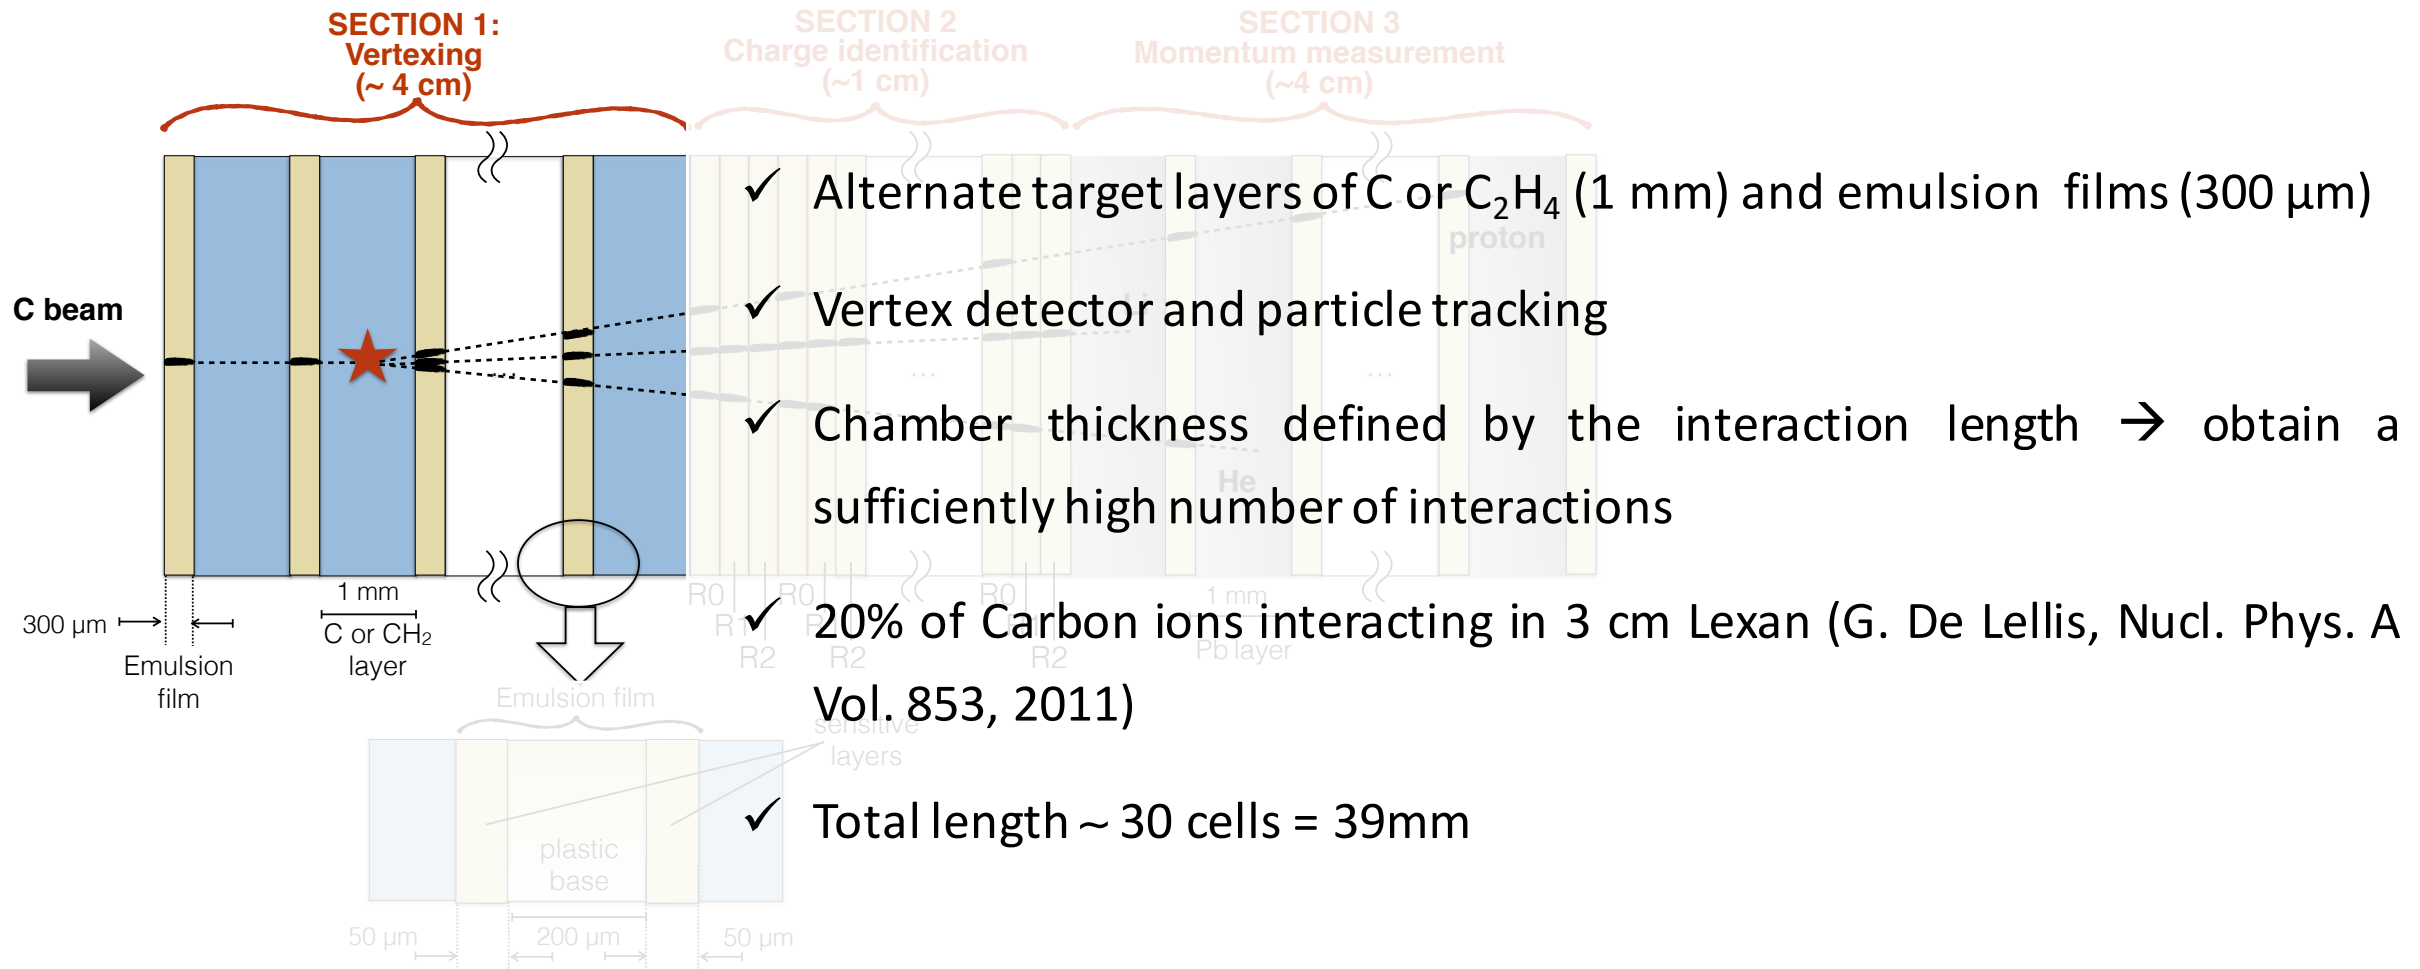 SECTION 1:
Vertexing
(~ 4 cm)
SECTION 2
Charge identification
(~1 cm)
SECTION 3
Momentum measurement
(~4 cm)
C beam
✓ Alternate target layers of C or C₂H₄ (1 mm) and emulsion films (300 μm)
proton
✓ Vertex detector and particle tracking
Li
...
...
...
✓ Chamber thickness defined by the interaction length → obtain a
sufficiently high number of interactions
He
✓ 20% of Carbon ions interacting in 3 cm Lexan (G. De Lellis, Nucl. Phys. A
Vol. 853, 2011)
✓ Total length ~ 30 cells = 39mm
300 μm
Emulsion
film
1 mm
C or CH₂
layer
R0
R1
R2
R0
R1
R2
R0
R1
R2
1 mm
Pb layer
Emulsion film
sensitive
layers
plastic
base
50 μm
200 μm
50 μm